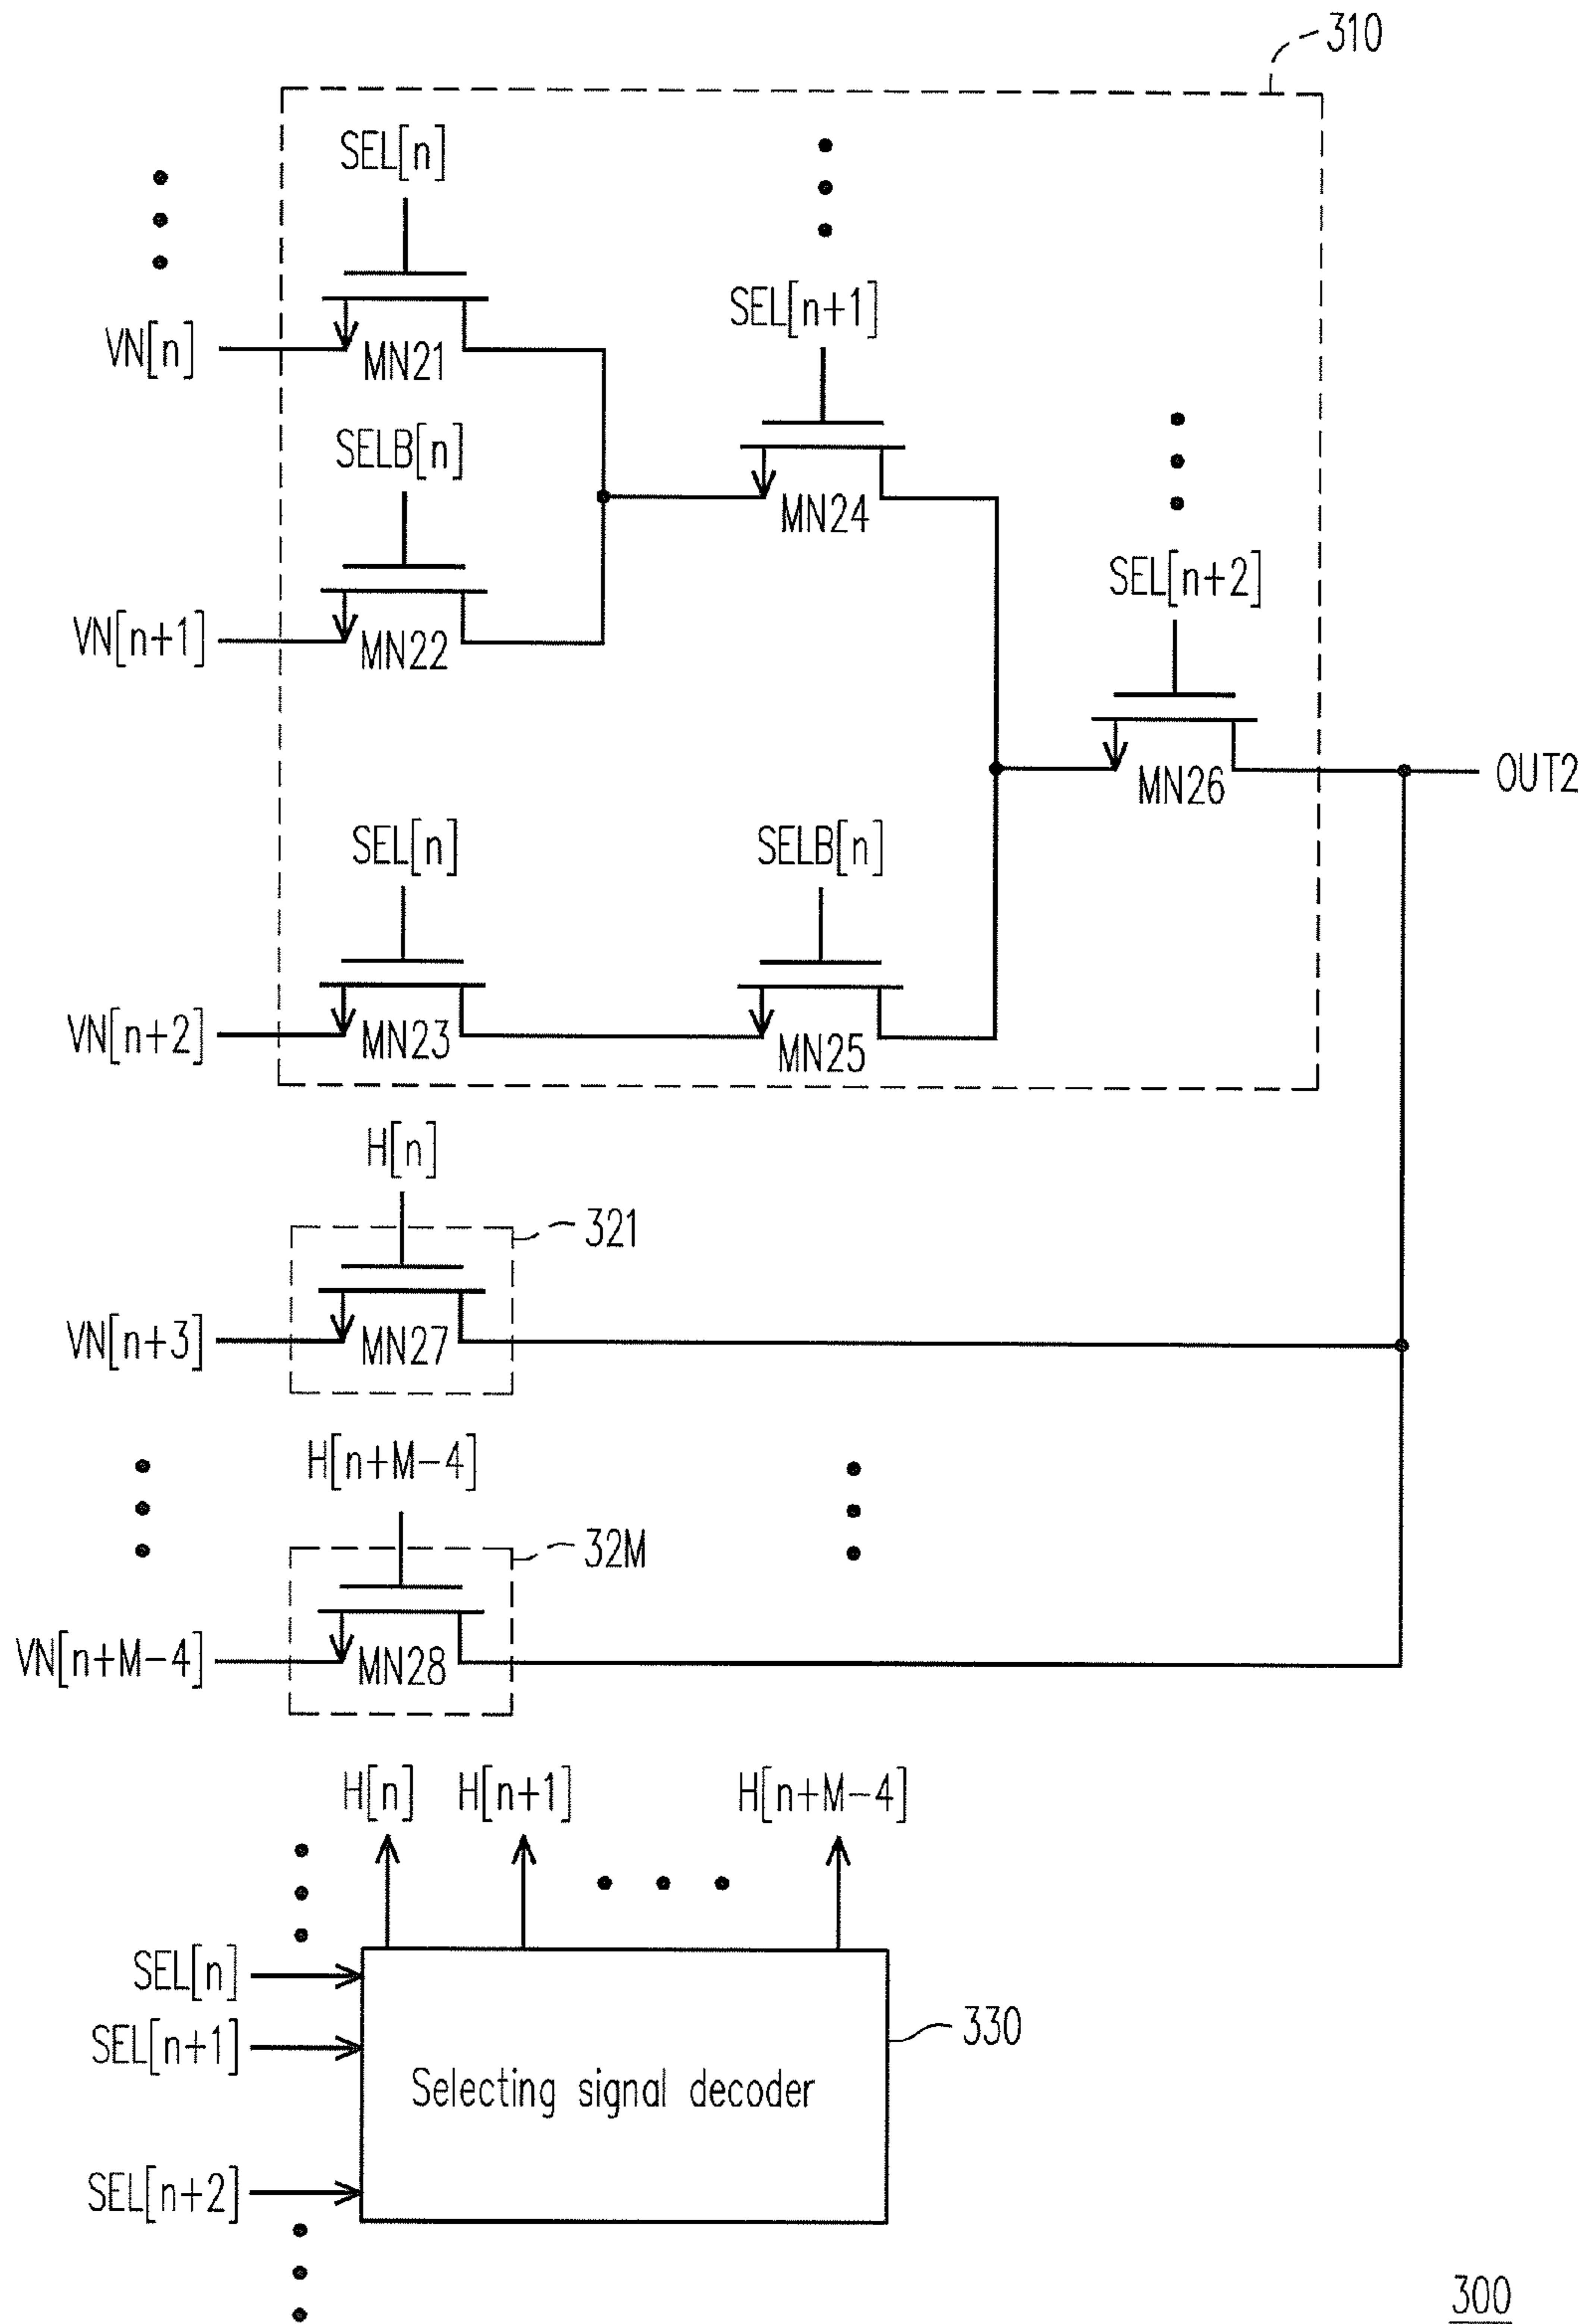 310
SEL[n]
SEL[n+1]
VN[n]
MN21
SELB[n]
MN24
SEL[n+2]
VN[n+1]
MN22
MN26
OUT2
SEL[n]
SELB[n]
VN[n+2]
MN23
MN25
H[n]
321
VN[n+3]
MN27
H[n+M-4]
32M
VN[n+M-4]
MN28
H[n]
H[n+1]
H[n+M-4]
SEL[n]
SEL[n+1]
330
Selecting signal decoder
SEL[n+2]
300